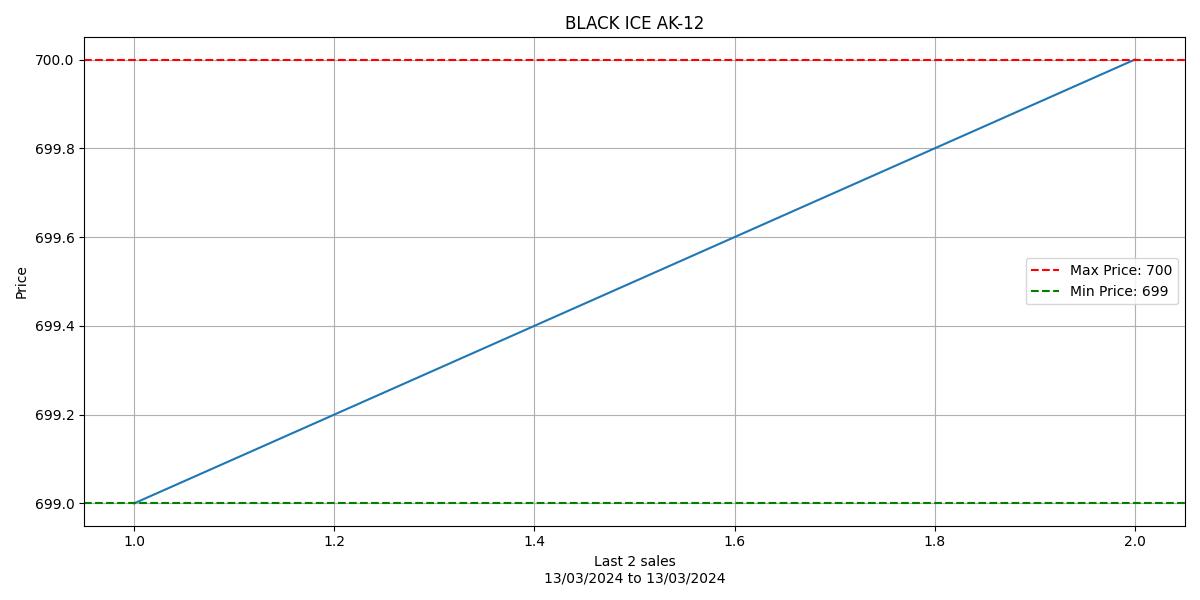 BLACK ICE AK-12
700.0
699.8
699.6
699.4
699.2
699.0
Price
Max Price: 700
Min Price: 699
1.0 1.2 1.4 1.6 1.8 2.0
Last 2 sales
13/03/2024 to 13/03/2024